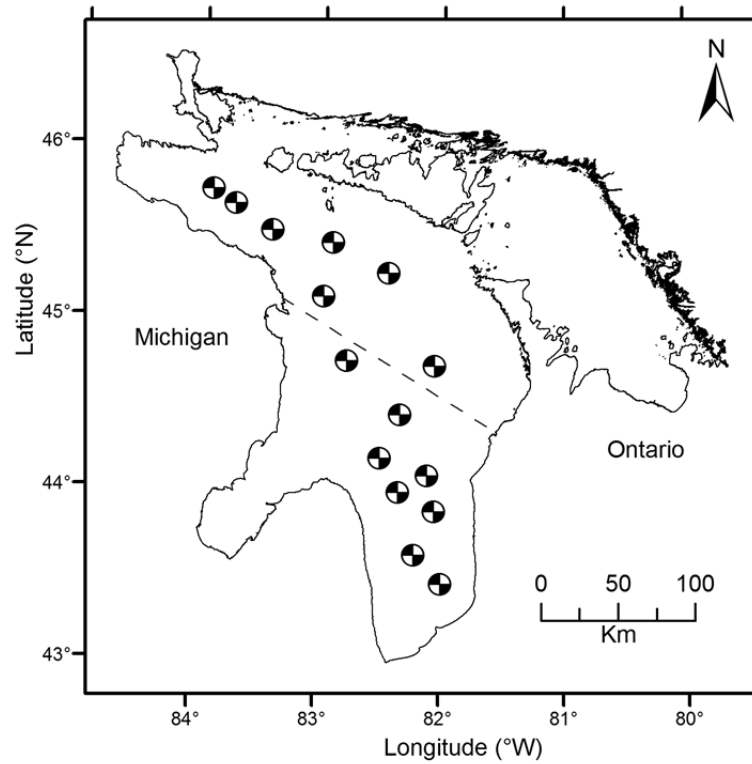 N
46°
45°
44°
43°
Latitude (°N)
Michigan
Ontario
0 50 100
Km
84° 83° 82° 81° 80°
Longitude (°W)